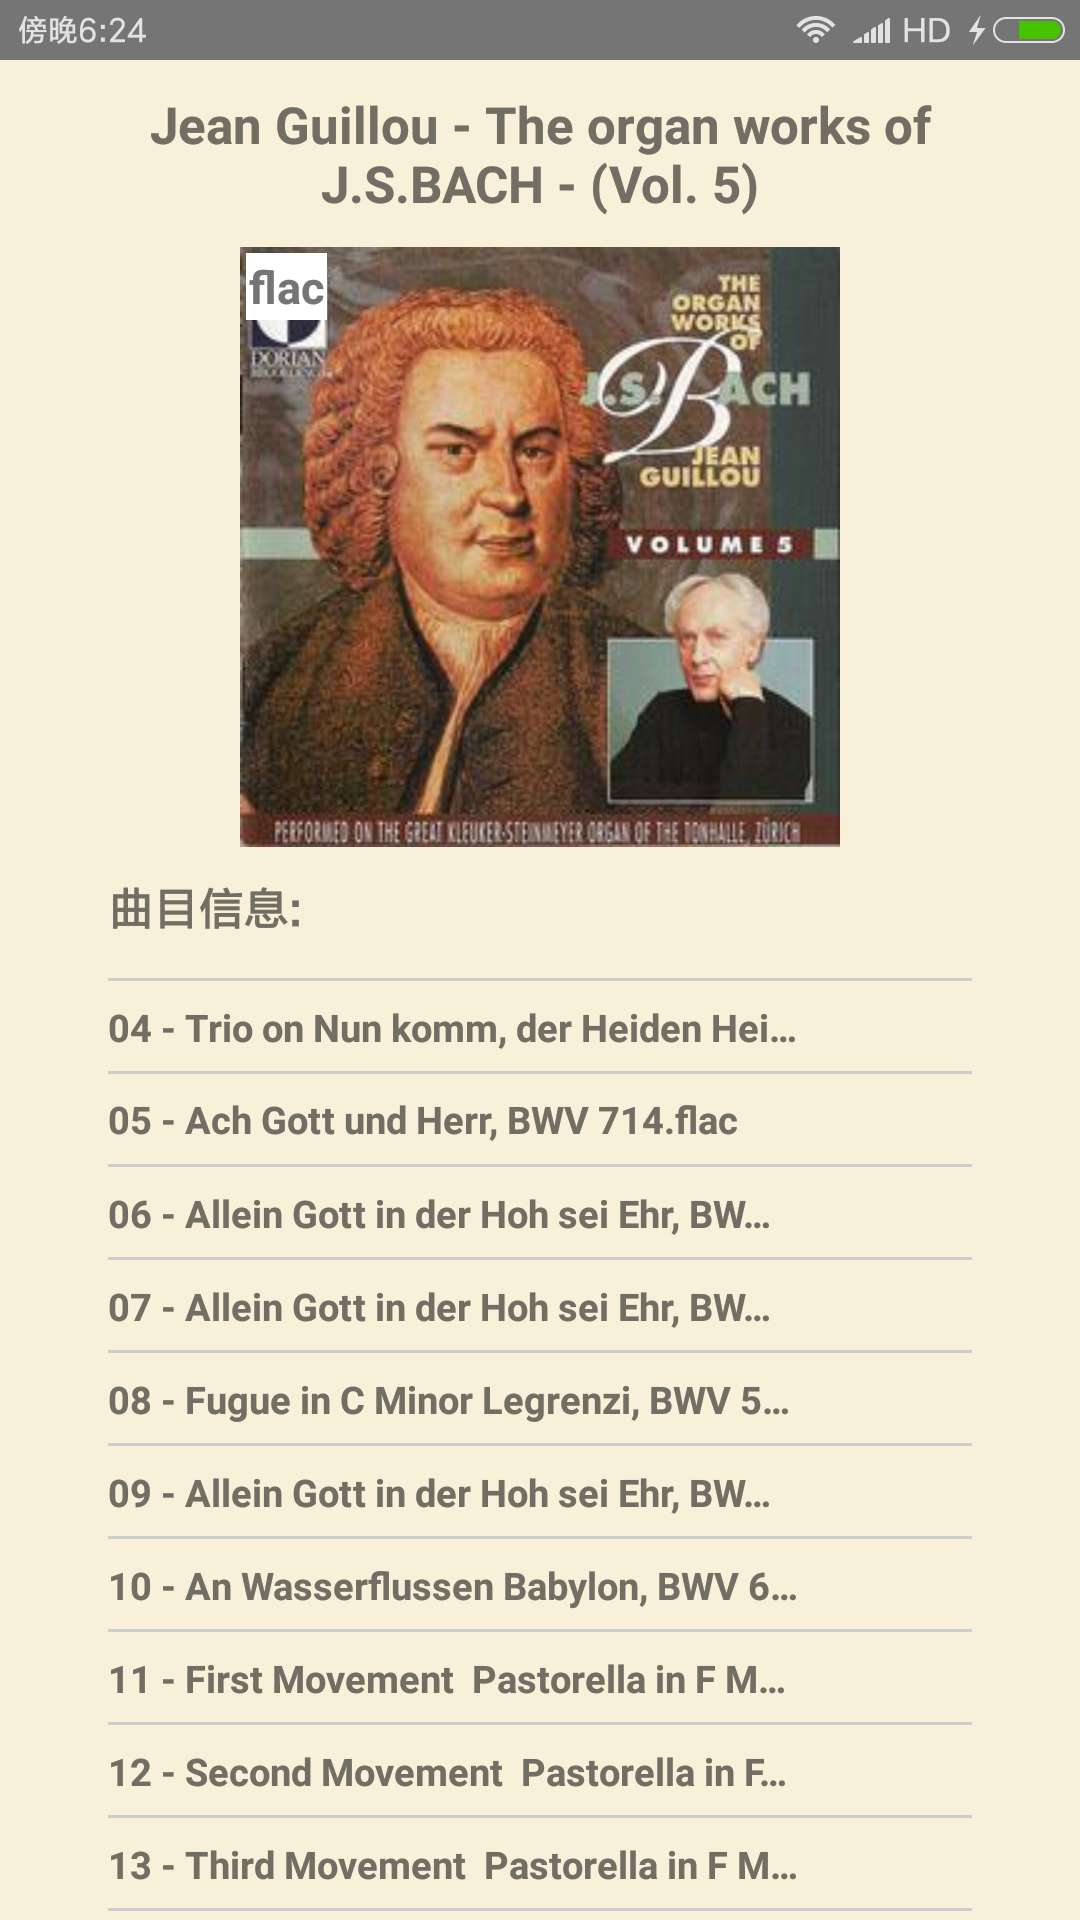 傍晚6:24
HD
Jean Guillou - The organ works of
J.S.BACH - (Vol. 5)
flac
DORIAN
RECORDINGS
THE
ORGAN
WORKS
OF
J.S. BACH
JEAN
GUILLOU
VOLUME 5
PERFORMED ON THE GREAT KLEUKER-STEINMEYER ORGAN OF THE TONHALLE, ZÜRICH
曲目信息:
04 - Trio on Nun komm, der Heiden Hei...
05 - Ach Gott und Herr, BWV 714.flac
06 - Allein Gott in der Hoh sei Ehr, BW...
07 - Allein Gott in der Hoh sei Ehr, BW...
08 - Fugue in C Minor Legrenzi, BWV 5...
09 - Allein Gott in der Hoh sei Ehr, BW...
10 - An Wasserflussen Babylon, BWV 6...
11 - First Movement  Pastorella in F M...
12 - Second Movement  Pastorella in F...
13 - Third Movement  Pastorella in F M...